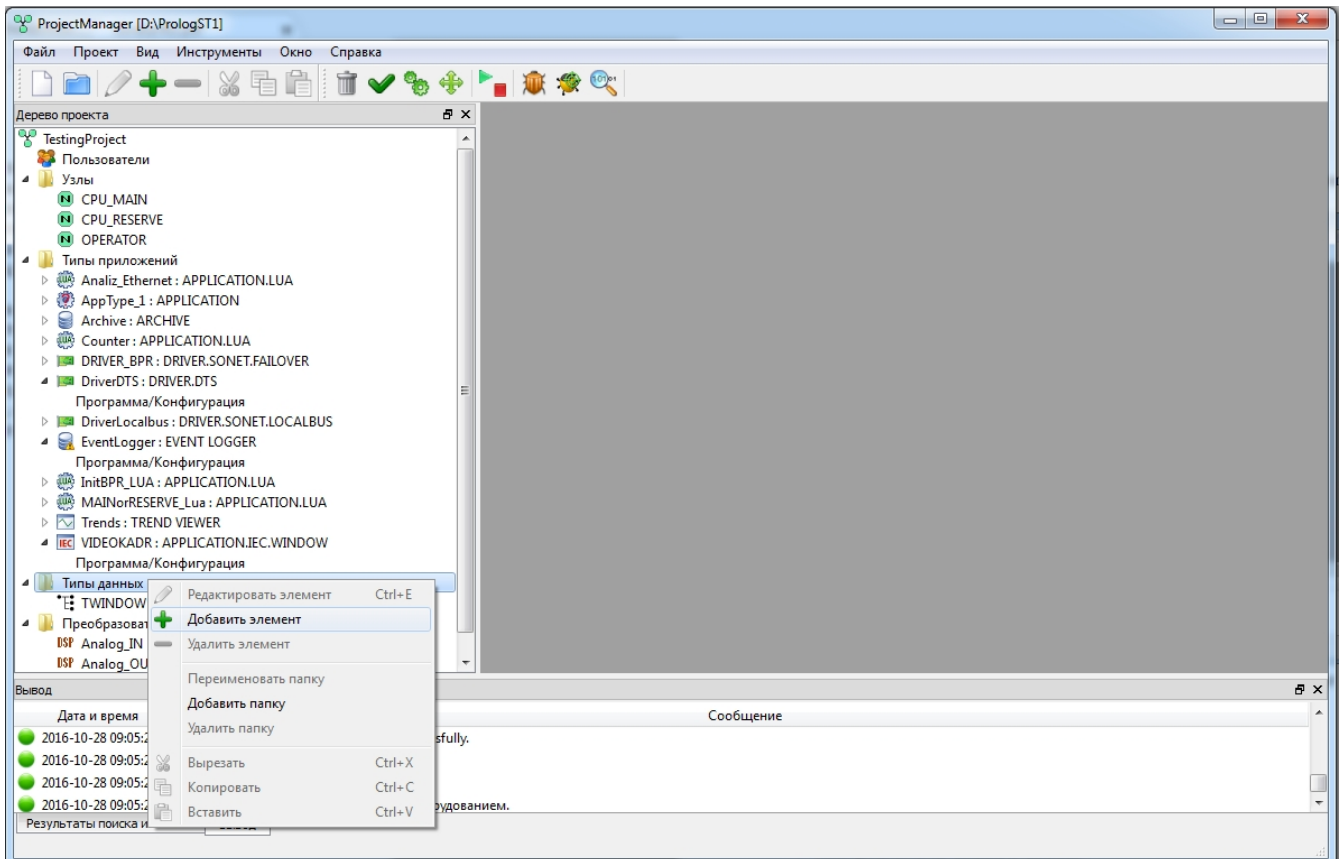 ProjectManager [D:\PrologST1]
Файл Проект Вид Инструменты Окно Справка
Дерево проекта
TestingProject
Пользователи
Узлы
CPU_MAIN
CPU_RESERVE
OPERATOR
Типы приложений
Analiz_Ethernet : APPLICATION.LUA
AppType_1 : APPLICATION
Archive : ARCHIVE
Counter : APPLICATION.LUA
DRIVER_BPR : DRIVER.SONET.FAILOVER
DriverDTS : DRIVER.DTS
Программа/Конфигурация
DriverLocalbus : DRIVER.SONET.LOCALBUS
EventLogger : EVENT LOGGER
Программа/Конфигурация
InitBPR_LUA : APPLICATION.LUA
MAINorRESERVE_Lua : APPLICATION.LUA
Trends : TREND VIEWER
IEC VIDEOKADR : APPLICATION.IEC.WINDOW
Программа/Конфигурация
Типы данных
TWINDOW
Преобразоват
DSP Analog_IN
DSP Analog_OU
Редактировать элемент Ctrl+E
Добавить элемент
Удалить элемент
Переименовать папку
Добавить папку
Удалить папку
Вырезать Ctrl+X
Копировать Ctrl+C
Вставить Ctrl+V
Вывод
Дата и время Сообщение
2016-10-28 09:05:2 sfully.
2016-10-28 09:05:2
2016-10-28 09:05:2
2016-10-28 09:05:2 рудованием.
Результаты поиска и